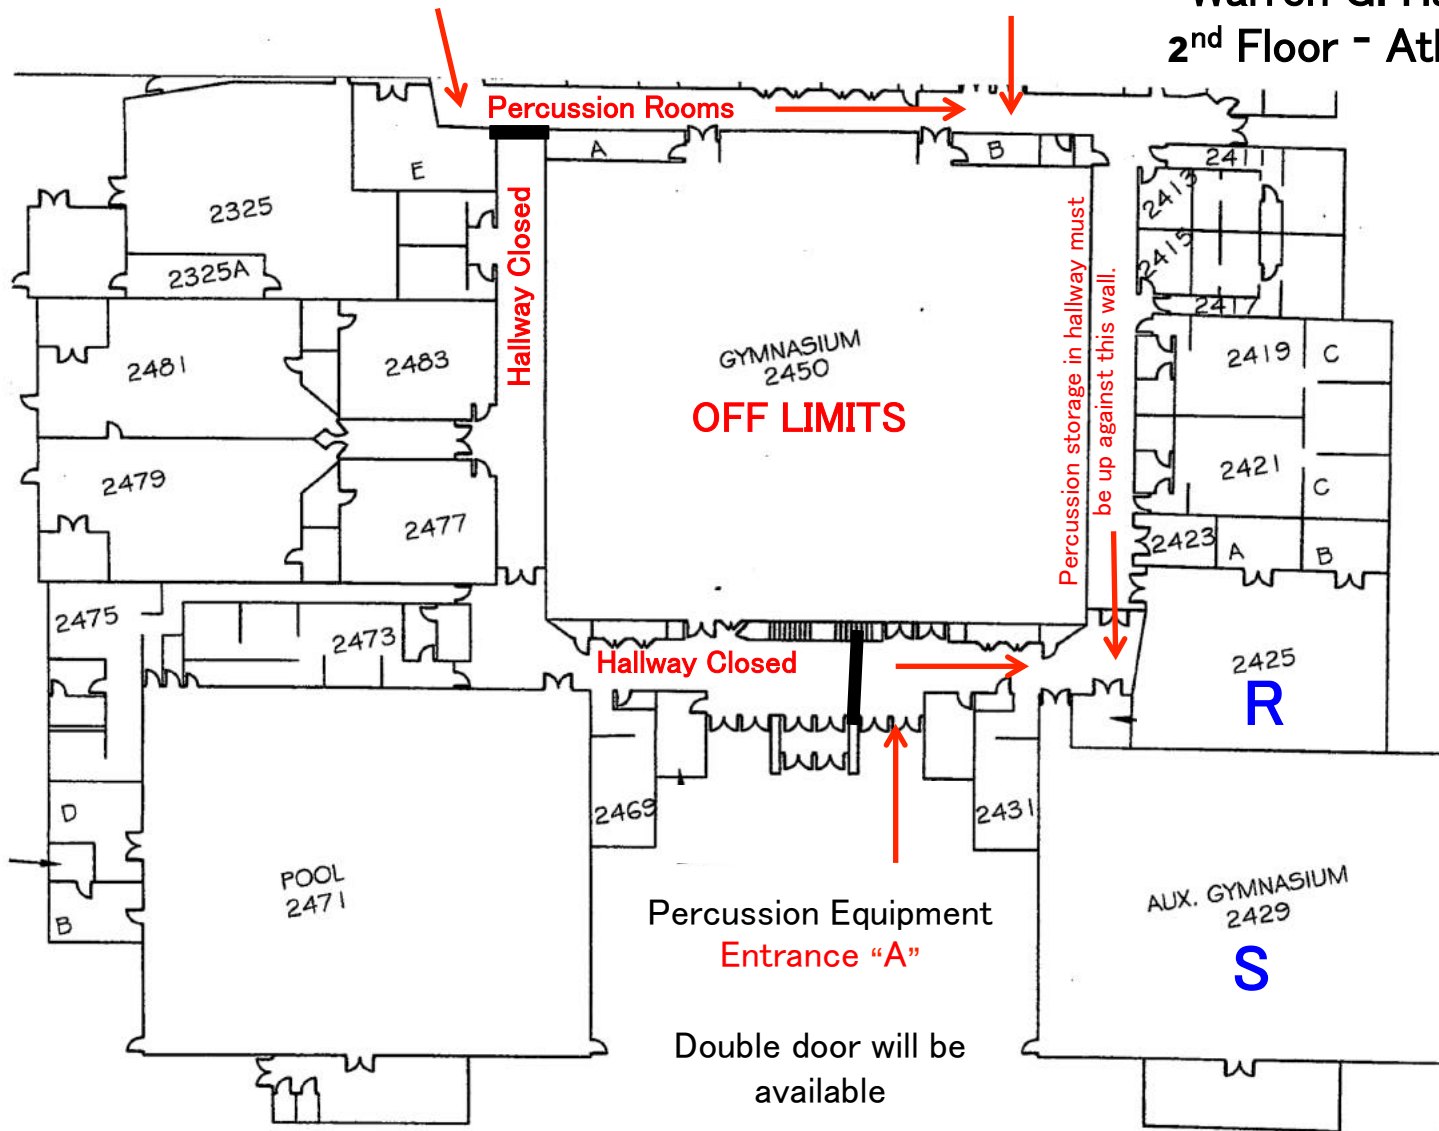 Warren G.
2nd Floor - Atl
Percussion Rooms
A
B
E
2411
2413
2415
2417
2325
2325A
Hallway Closed
Percussion storage in hallway must
be up against this wall.
2481
2483
GYMNASIUM
2450
OFF LIMITS
2419
C
2421
C
2479
2477
2423
A
B
2475
2473
Hallway Closed
2425
R
2469
2431
D
B
POOL
2471
Percussion Equipment
Entrance “A”
AUX. GYMNASIUM
2429
S
Double door will be
available